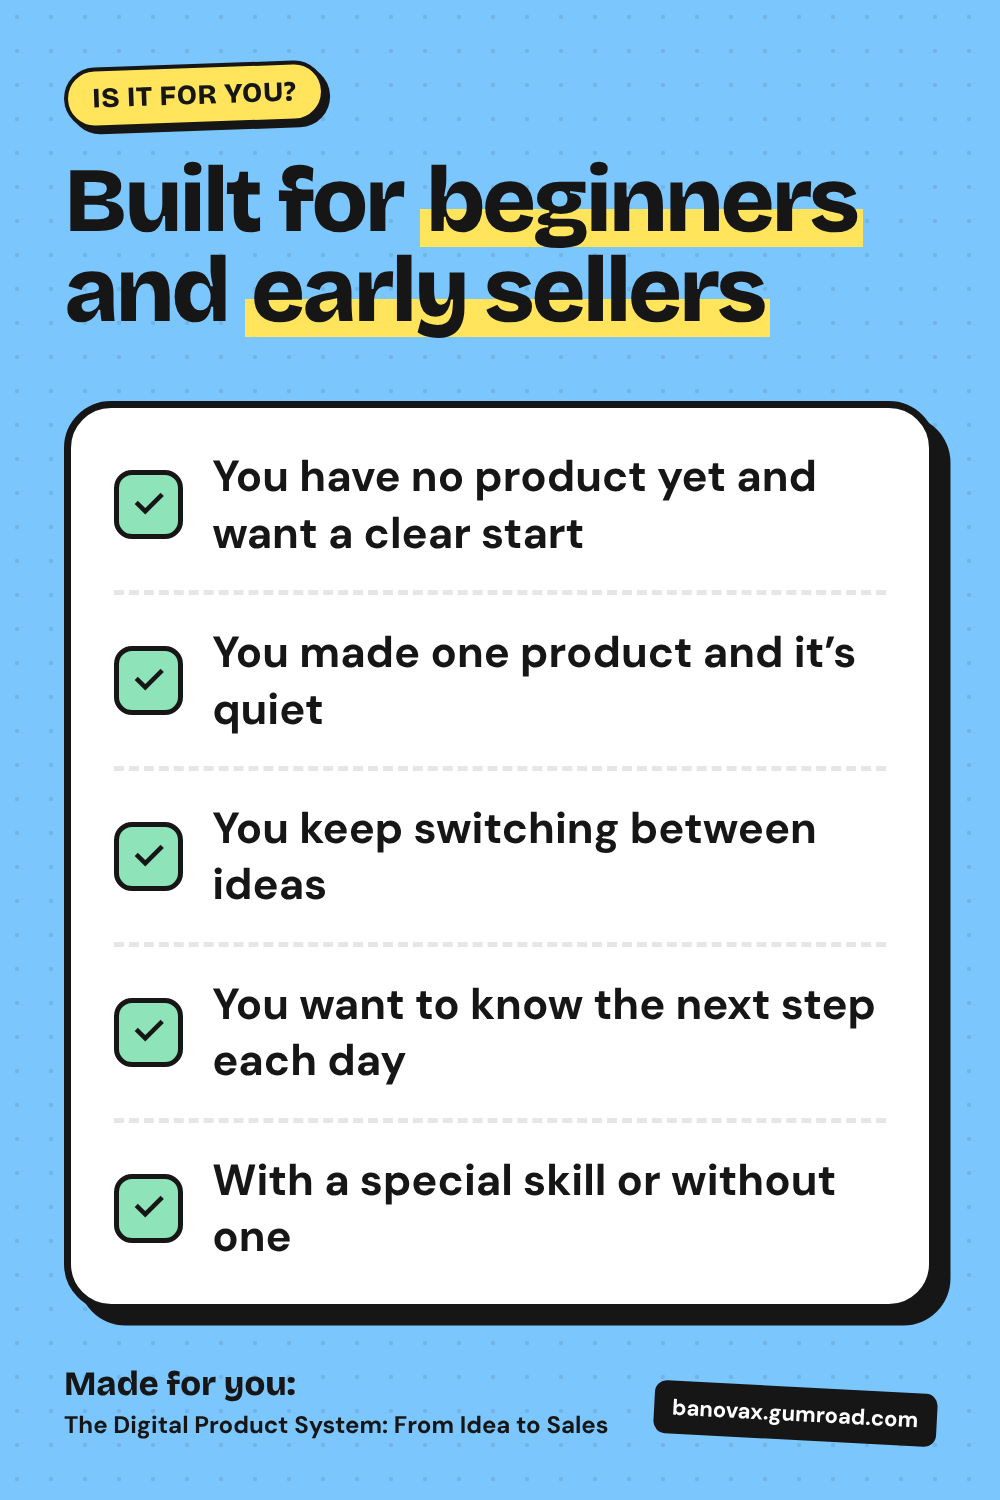 IS IT FOR YOU?
Built for beginners
and early sellers
You have no product yet and
want a clear start
You made one product and it’s
quiet
You keep switching between
ideas
You want to know the next step
each day
With a special skill or without
one
Made for you:
The Digital Product System: From Idea to Sales
banovax.gumroad.com